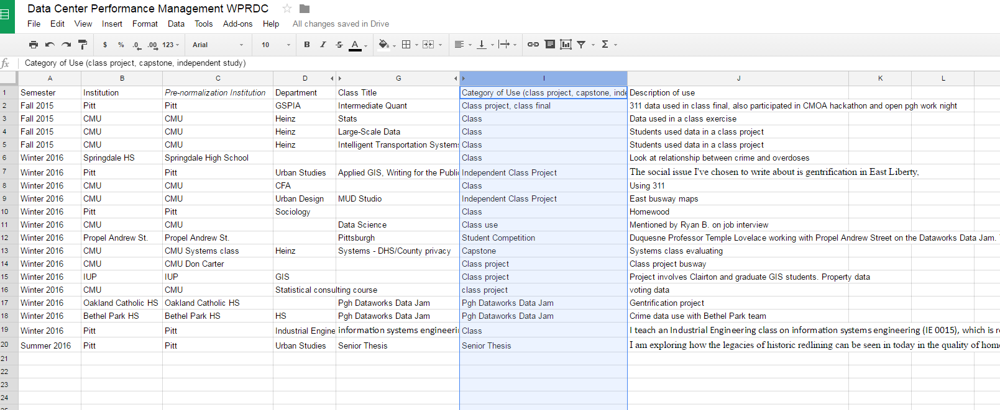 Data Center Performance Management WPRDC
File Edit View Insert Format Data Tools Add-ons Help All changes saved in Drive
$ % .0 .00 123 Arial 10 B I S A Σ
fx Category of Use (class project, capstone, independent study)
A B C D G I J K L
1 Semester Institution Pre-normalization Institution Department Class Title Category of Use (class project, capstone, inde Description of use
2 Fall 2015 Pitt Pitt GSPIA Intermediate Quant Class project, class final 311 data used in class final, also participated in CMOA hackathon and open pgh work night
3 Fall 2015 CMU CMU Heinz Stats Class Data used in a class exercise
4 Fall 2015 CMU CMU Heinz Large-Scale Data Class Students used data in a class project
5 Fall 2015 CMU CMU Heinz Intelligent Transportation Systems Class Students used data in a class project
6 Winter 2016 Springdale HS Springdale High School Class Look at relationship between crime and overdoses
7 Winter 2016 Pitt Pitt Urban Studies Applied GIS, Writing for the Publi Independent Class Project The social issue I've chosen to write about is gentrification in East Liberty,
8 Winter 2016 CMU CMU CFA Class Using 311
9 Winter 2016 CMU CMU Urban Design MUD Studio Independent Class Project East busway maps
10 Winter 2016 Pitt Pitt Sociology Class Homewood
11 Winter 2016 CMU CMU Data Science Class use Mentioned by Ryan B. on job interview
12 Winter 2016 Propel Andrew St. Propel Andrew St. Pittsburgh Student Competition Duquesne Professor Temple Lovelace working with Propel Andrew Street on the Dataworks Data Jam.
13 Winter 2016 CMU CMU Systems class Heinz Systems - DHS/County privacy Capstone Systems class evaluating
14 Winter 2016 CMU CMU Don Carter Class project Class project busway
15 Winter 2016 IUP IUP GIS Class project Project involves Clairton and graduate GIS students. Property data
16 Winter 2016 CMU CMU Statistical consulting course class project voting data
17 Winter 2016 Oakland Catholic HS Oakland Catholic HS Pgh Dataworks Data Jam Pgh Dataworks Data Jam Gentrification project
18 Winter 2016 Bethel Park HS Bethel Park HS HS Pgh Dataworks Data Jam Pgh Dataworks Data Jam Crime data use with Bethel Park team
19 Winter 2016 Pitt Pitt Industrial Engine information systems engineeri Class I teach an Industrial Engineering class on information systems engineering (IE 0015), which is r
20 Summer 2016 Pitt Pitt Urban Studies Senior Thesis Senior Thesis I am exploring how the legacies of historic redlining can be seen in today in the quality of hom
21
22
23
24